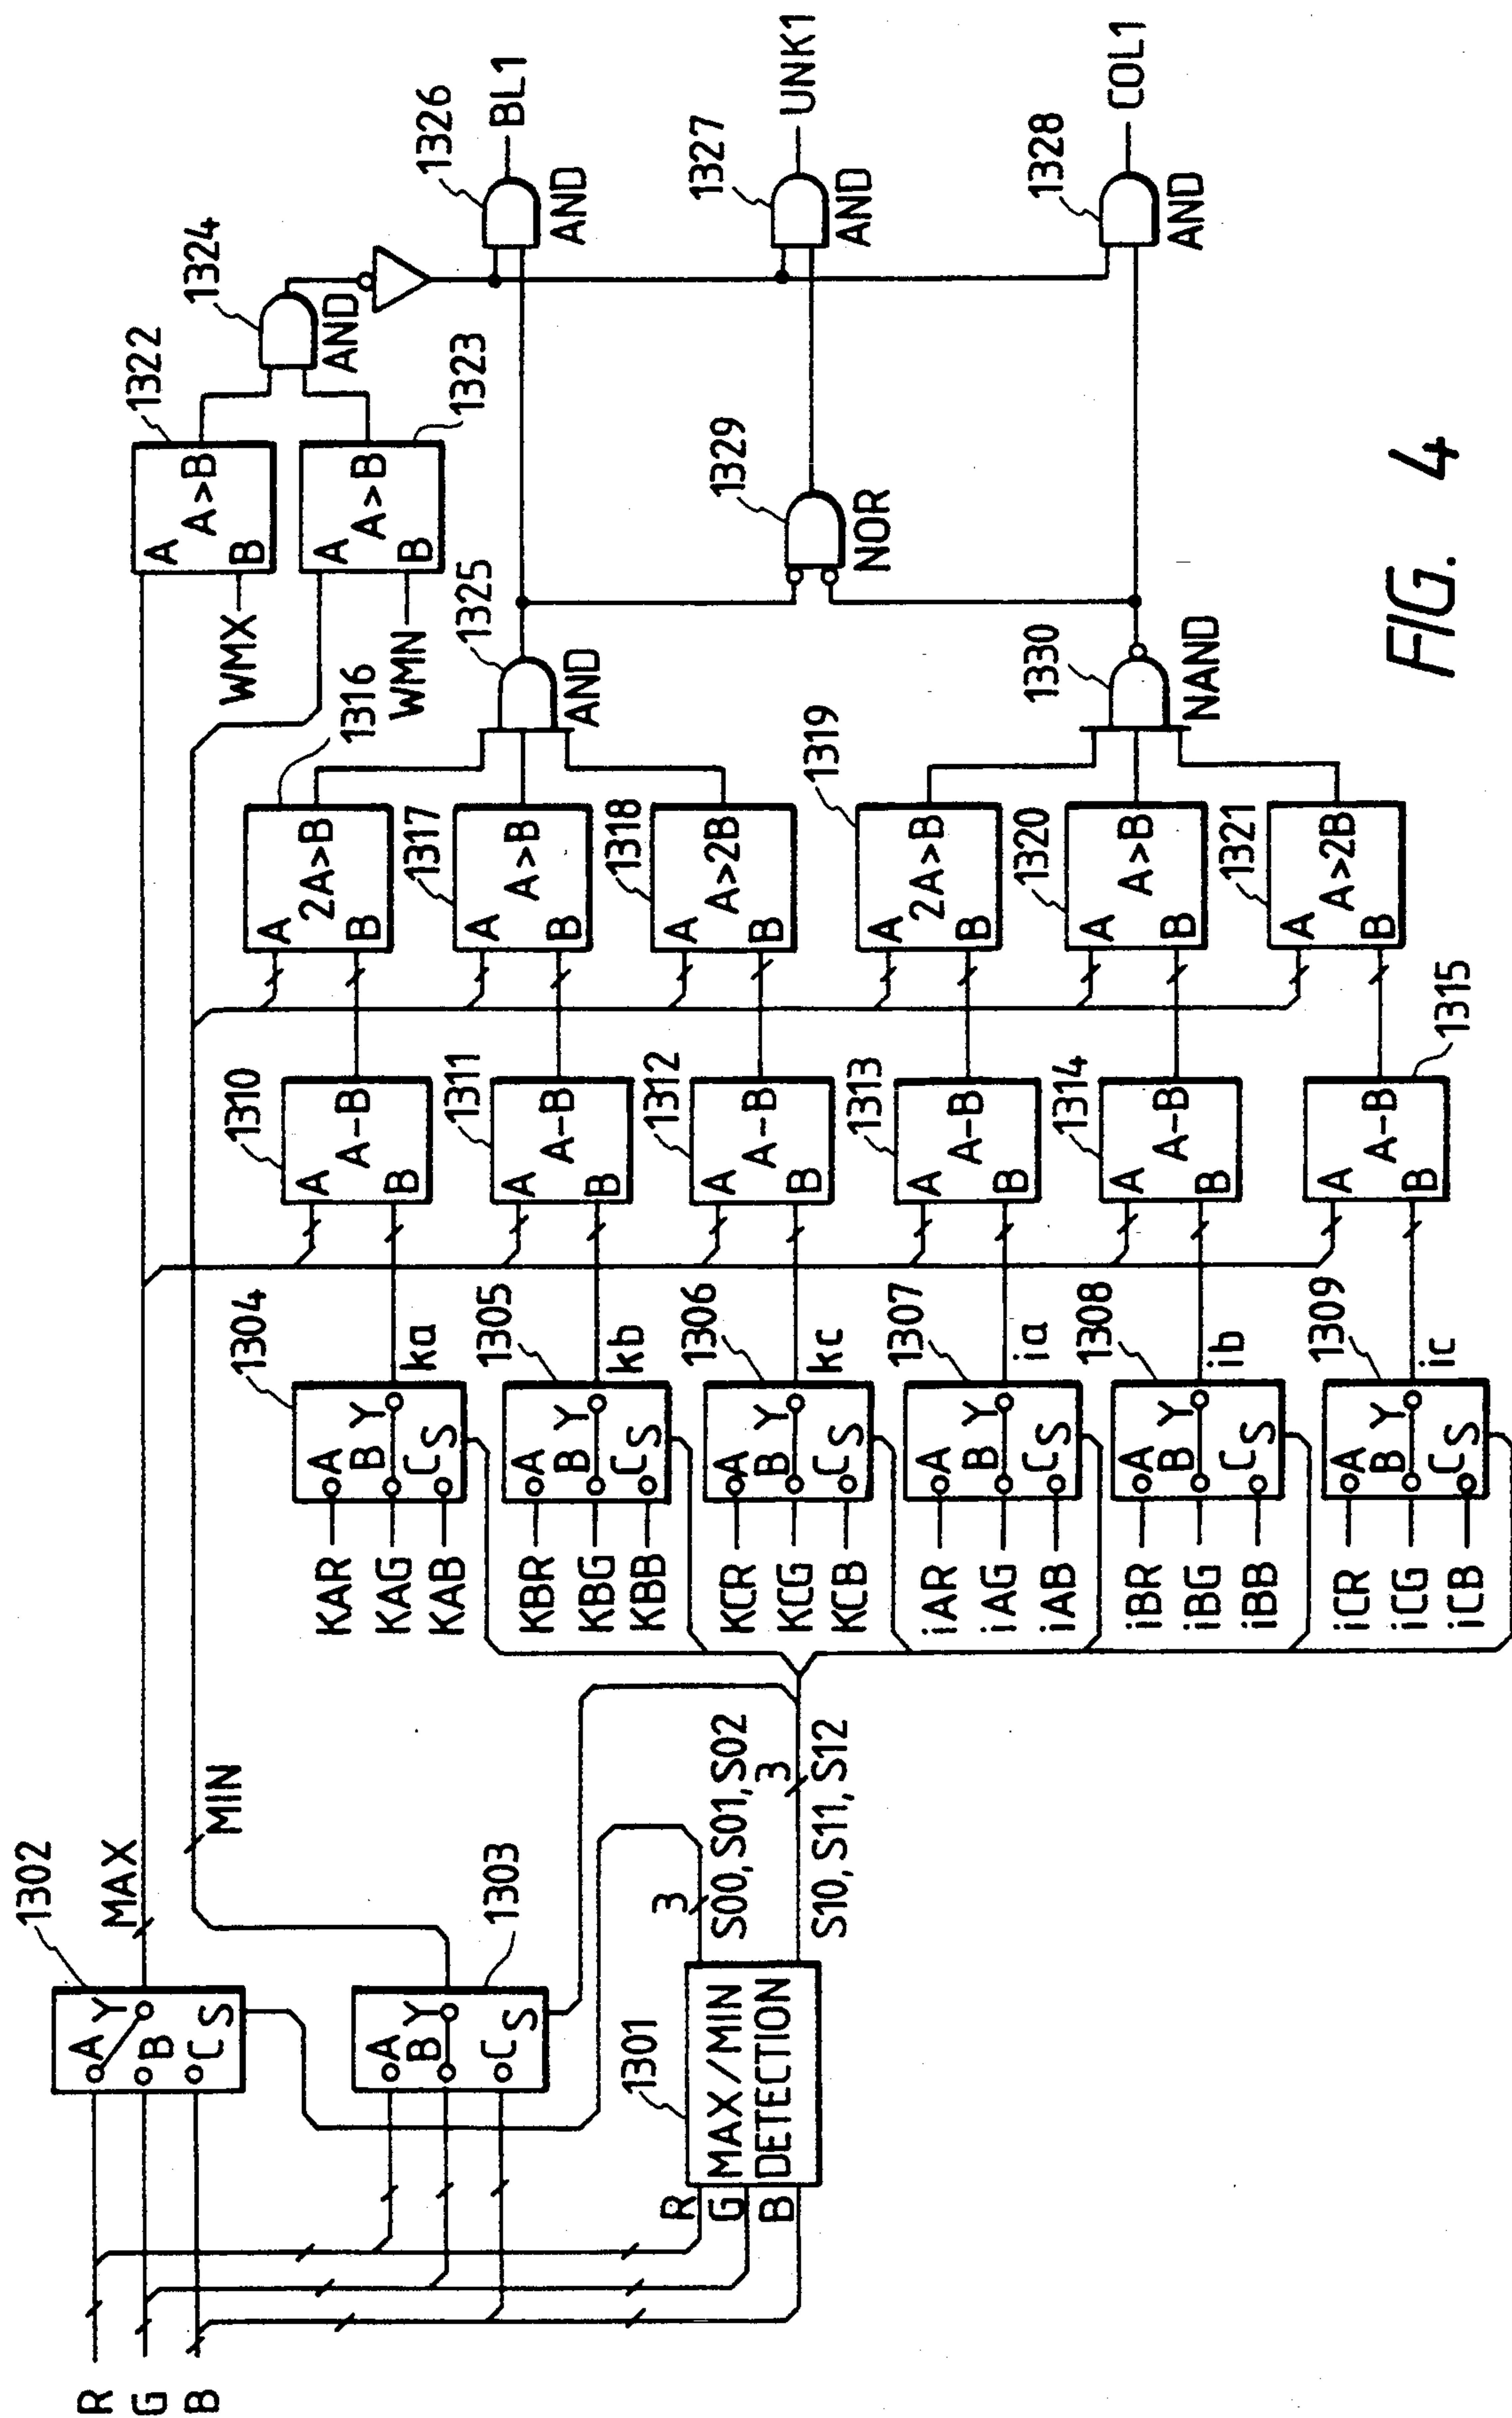 R
G
B
1302
A
Y
B
C
S
MAX
MIN
1303
A
Y
B
C
S
1301
R
G
B
MAX/MIN
DETECTION
3
S00, S01, S02
3
S10, S11, S12
KAR
KAG
KAB
1304
A
B
Y
C
S
ka
KBR
KBG
KBB
1305
A
B
Y
C
S
kb
KCR
KCG
KCB
1306
A
B
Y
C
S
kc
iAR
iAG
iAB
1307
A
B
Y
C
S
ia
iBR
iBG
iBB
1308
A
B
Y
C
S
ib
iCR
iCG
iCB
1309
A
B
Y
C
S
ic
1310
A
A-B
B
1311
A
A-B
B
1312
A
A-B
B
1313
A
A-B
B
1314
A
A-B
B
1315
A
A-B
B
1316
A
2A>B
B
1317
A
A>B
B
1318
A
A>2B
B
1319
A
2A>B
B
1320
A
A>B
B
1321
A
A>2B
B
1322
A
A>B
B
WMX
1323
A
A>B
B
WMN
1324
AND
1325
AND
1330
NAND
1329
NOR
1326
AND
BL1
1327
AND
UNK1
1328
AND
COL1
FIG. 4